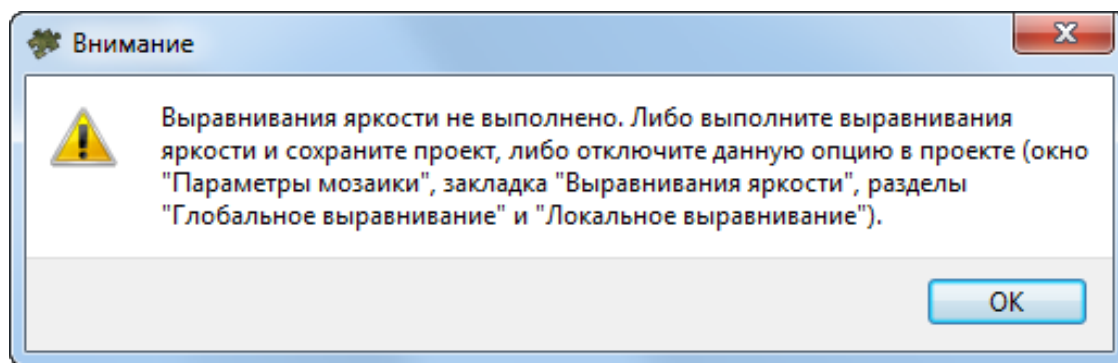 Внимание
Выравнивания яркости не выполнено. Либо выполните выравнивания
яркости и сохраните проект, либо отключите данную опцию в проекте (окно
"Параметры мозаики", закладка "Выравнивания яркости", разделы
"Глобальное выравнивание" и "Локальное выравнивание").
OK